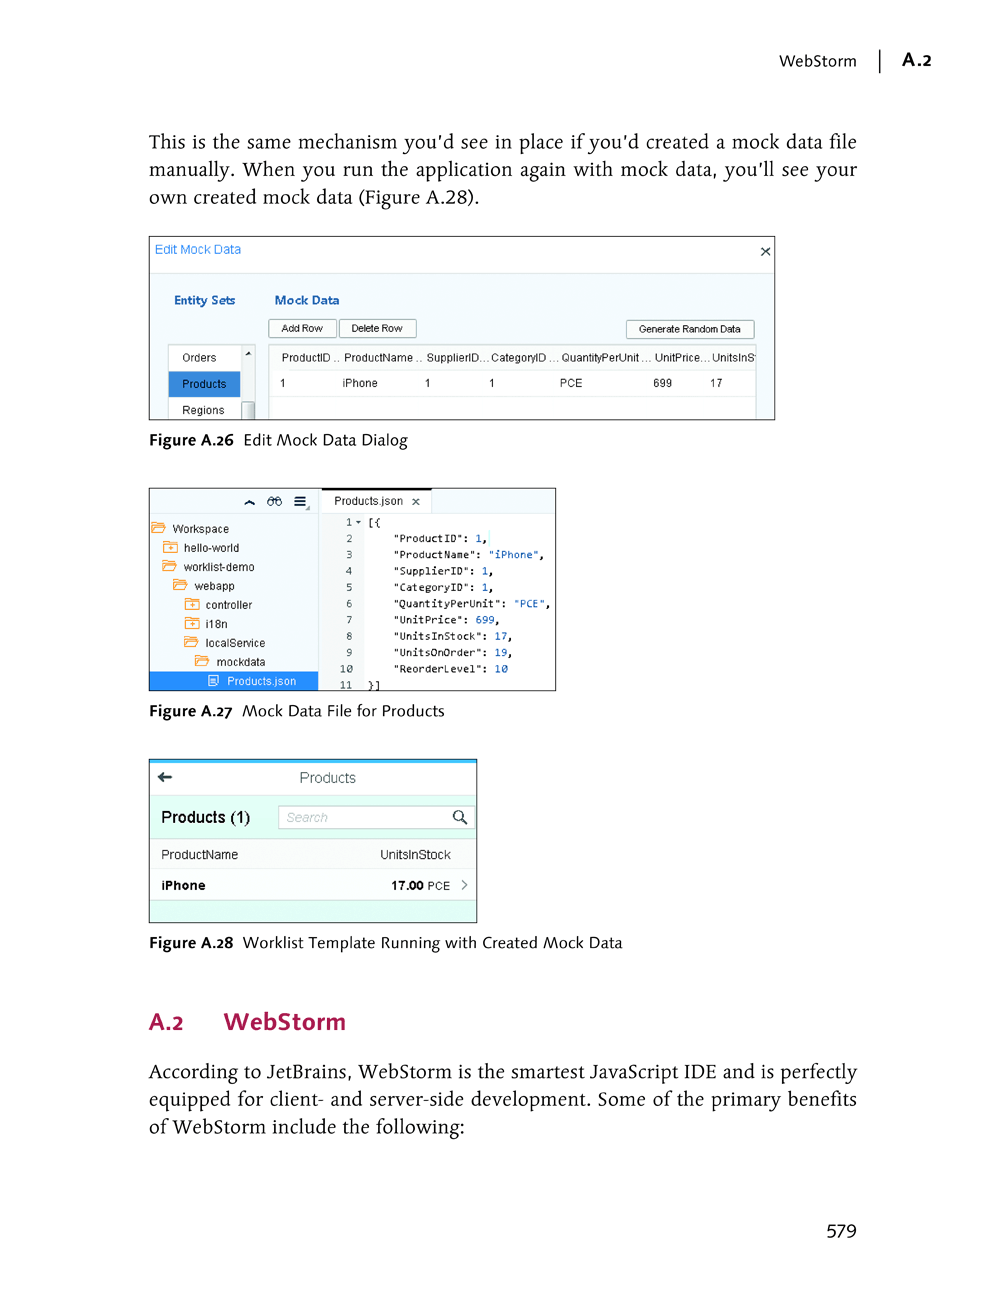 WebStorm | A.2
This is the same mechanism you'd see in place if you'd created a mock data file
manually. When you run the application again with mock data, you'll see your
own created mock data (Figure A.28).
Edit Mock Data ×
Entity Sets Mock Data
Add Row Delete Row Generate Random Data
Orders ProductID .. ProductName .. SupplierID... CategoryID ... QuantityPerUnit ... UnitPrice... UnitsInS
Products 1 iPhone 1 1 PCE 699 17
Regions
Figure A.26 Edit Mock Data Dialog
Products.json ×
Workspace
hello-world
worklist-demo
webapp
controller
i18n
localService
mockdata
Products.json
1 [{
2 "ProductID": 1,
3 "ProductName": "iPhone",
4 "SupplierID": 1,
5 "CategoryID": 1,
6 "QuantityPerUnit": "PCE",
7 "UnitPrice": 699,
8 "UnitsInStock": 17,
9 "UnitsOnOrder": 19,
10 "ReorderLevel": 10
11 }]
Figure A.27 Mock Data File for Products
Products
Products (1) Search
ProductName UnitsInStock
iPhone 17.00 PCE
Figure A.28 Worklist Template Running with Created Mock Data
A.2 WebStorm
According to JetBrains, WebStorm is the smartest JavaScript IDE and is perfectly
equipped for client- and server-side development. Some of the primary benefits
of WebStorm include the following:
579